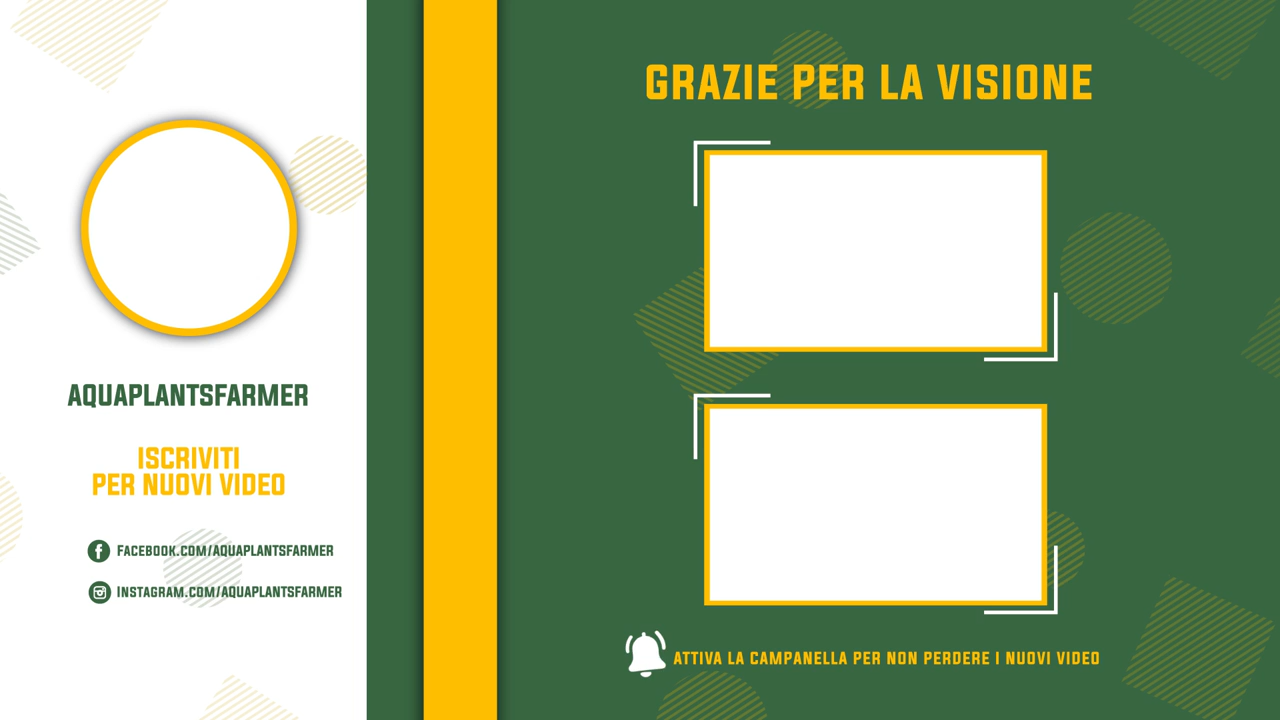 AQUAPLANTSFARMER
ISCRIVITI
PER NUOVI VIDEO
FACEBOOK.COM/AQUAPLANTSFARMER
INSTAGRAM.COM/AQUAPLANTSFARMER
GRAZIE PER LA VISIONE
ATTIVA LA CAMPANELLA PER NON PERDERE I NUOVI VIDEO